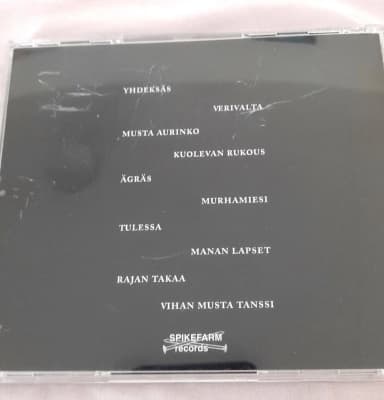 YHDEKSÄS
VERIVALTA
MUSTA AURINKO
KUOLEVAN RUKOUS
ÄGRÄS
MURHAMIESI
TULESSA
MANAN LAPSET
RAJAN TAKAA
VIHAN MUSTA TANSSI
SPIKEFARM
records